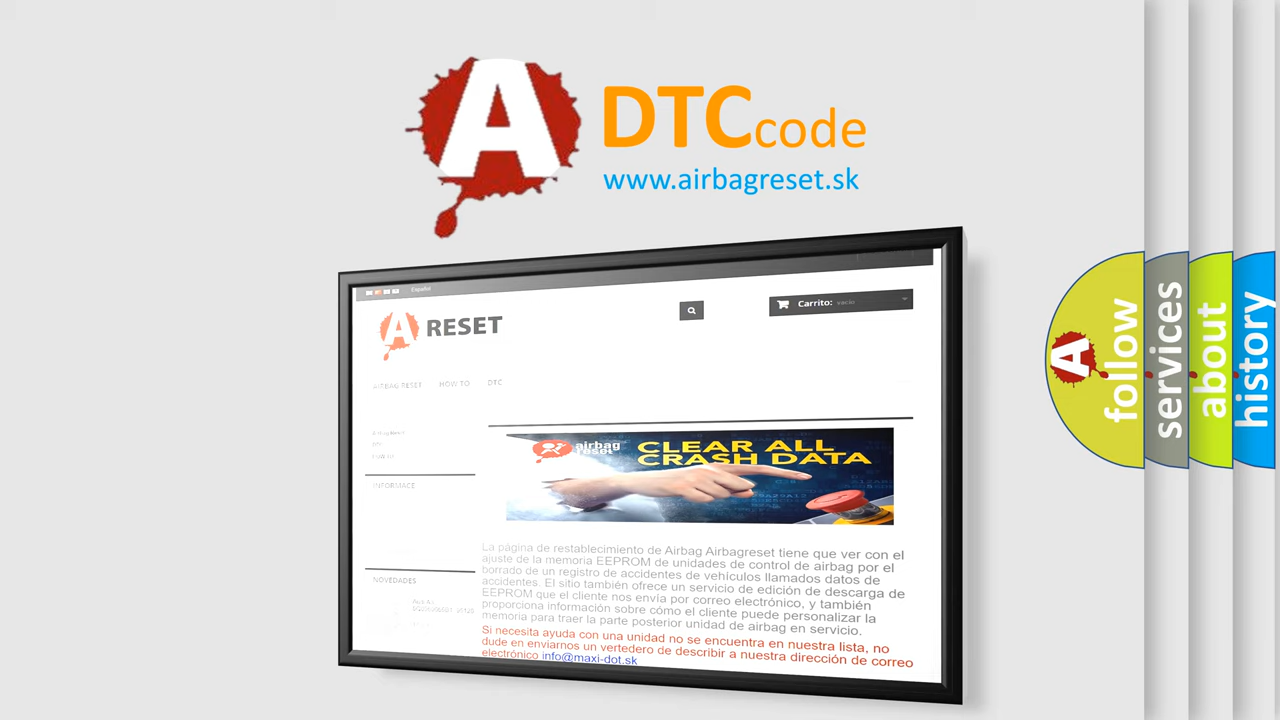 A DTCcode
www.airbagreset.sk
Español
A RESET
Carrito: vacío
AIRBAG RESET HOW TO DTC
INFORMACE
airbag
reset
CLEAR ALL
CRASH DATA
La página de restablecimiento de Airbag Airbagreset tiene que ver con el
ajuste de la memoria EEPROM de unidades de control de airbag por el
borrado de un registro de accidentes de vehículos llamados datos de
accidentes. El sitio también ofrece un servicio de edición de descarga de
EEPROM que el cliente nos envía por correo electrónico, y también
proporciona información sobre cómo el cliente puede personalizar la
memoria para traer la parte posterior unidad de airbag en servicio.
Si necesita ayuda con una unidad no se encuentra en nuestra lista, no
dude en enviarnos un vertedero de describir a nuestra dirección de correo
electrónico info@maxi-dot.sk
NOVEDADES
A follow
services
about
history